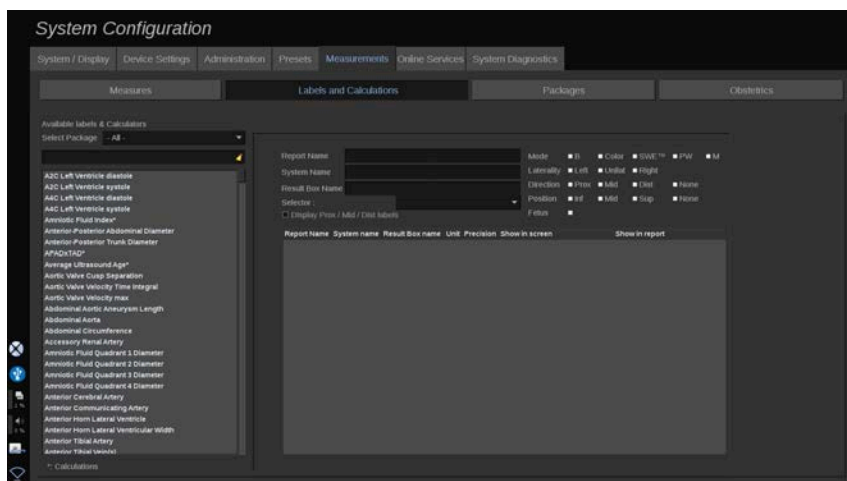 System Configuration
System / Display Device Settings Administration Presets Measurements Online Services System Diagnostics
Measures Labels and Calculations Packages Obstetrics
Available labels & Calculators
Select Package - All -
Report Name
System Name
Result Box Name
Selector :
Display Prox / Mid / Dist labels
Mode B Color SWE™ PW M
Laterality Left Unilat Right
Direction Prox Mid Dist None
Position Inf Mid Sup None
Fetus
Report Name System name Result Box name Unit Precision Show in screen Show in report
A2C Left Ventricle diastole
A2C Left Ventricle systole
A4C Left Ventricle diastole
A4C Left Ventricle systole
Amniotic Fluid Index*
Anterior-Posterior Abdominal Diameter
Anterior-Posterior Trunk Diameter
APADxTAD*
Average Ultrasound Age*
Aortic Valve Cusp Separation
Aortic Valve Velocity Time Integral
Aortic Valve Velocity max
Abdominal Aortic Aneurysm Length
Abdominal Aorta
Abdominal Circumference
Accessory Renal Artery
Amniotic Fluid Quadrant 1 Diameter
Amniotic Fluid Quadrant 2 Diameter
Amniotic Fluid Quadrant 3 Diameter
Amniotic Fluid Quadrant 4 Diameter
Anterior Cerebral Artery
Anterior Communicating Artery
Anterior Horn Lateral Ventricle
Anterior Horn Lateral Ventricular Width
Anterior Tibial Artery
Anterior Tibial Vein(s)
*: Calculations